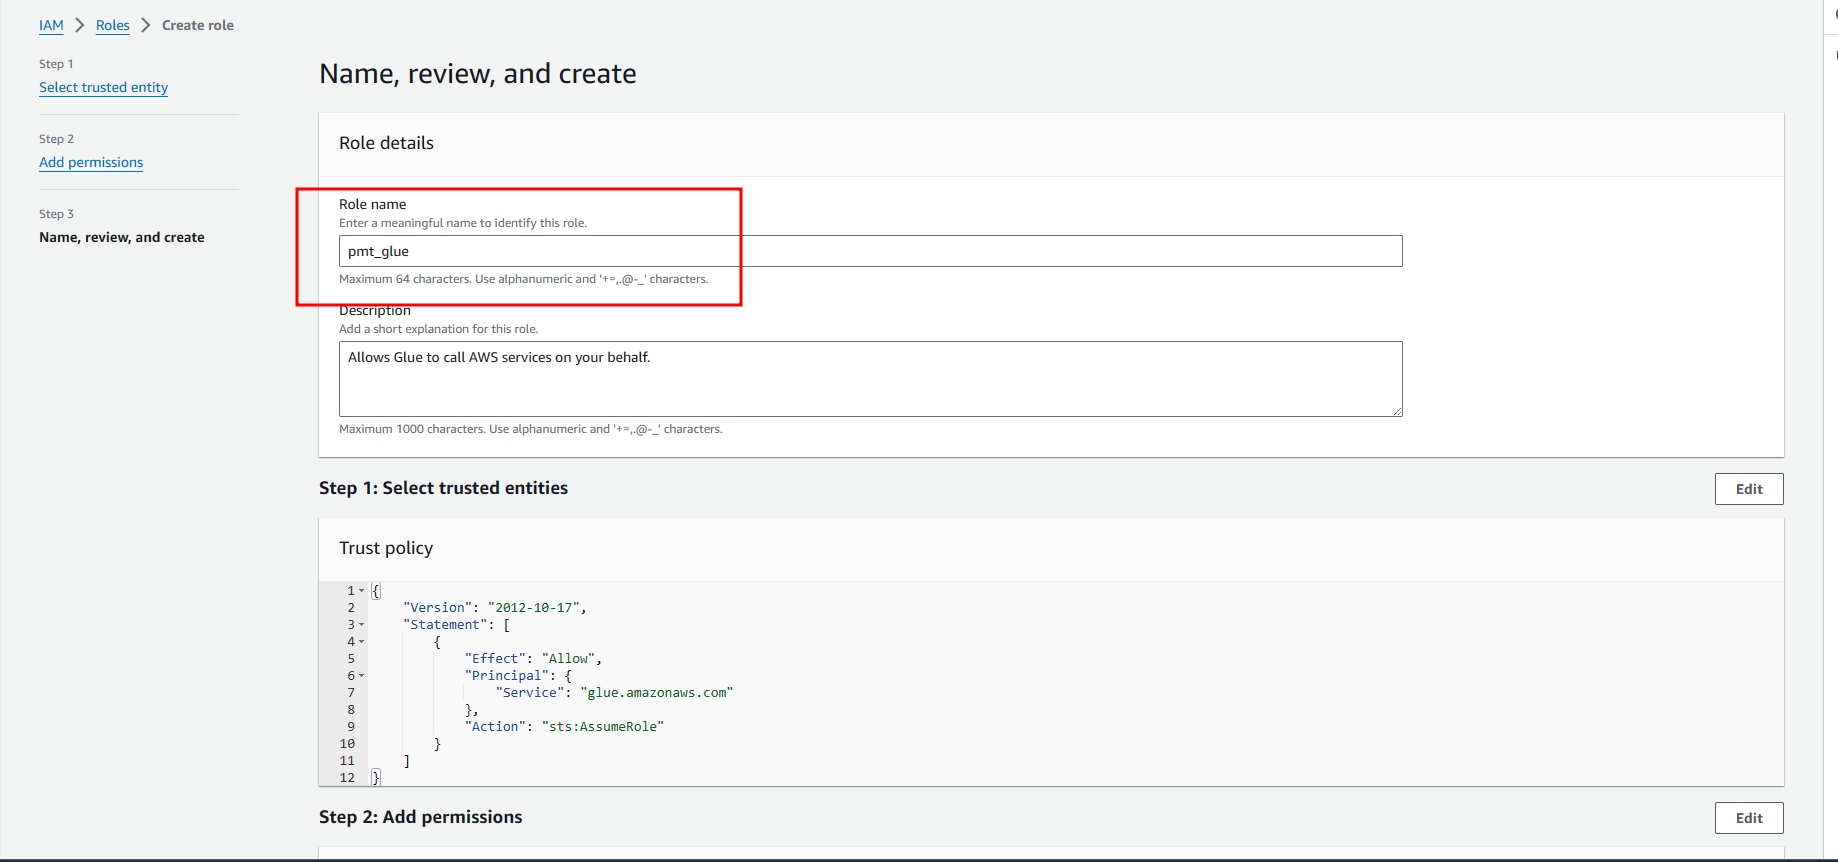 IAM > Roles > Create role
Step 1
Select trusted entity
Step 2
Add permissions
Step 3
Name, review, and create
Name, review, and create
Role details
Role name
Enter a meaningful name to identify this role.
pmt_glue
Maximum 64 characters. Use alphanumeric and '+=,.@-_' characters.
Description
Add a short explanation for this role.
Allows Glue to call AWS services on your behalf.
Maximum 1000 characters. Use alphanumeric and '+=,.@-_' characters.
Step 1: Select trusted entities
Edit
Trust policy
1 {
2     "Version": "2012-10-17",
3     "Statement": [
4         {
5             "Effect": "Allow",
6             "Principal": {
7                 "Service": "glue.amazonaws.com"
8             },
9             "Action": "sts:AssumeRole"
10         }
11     ]
12 }
Step 2: Add permissions
Edit